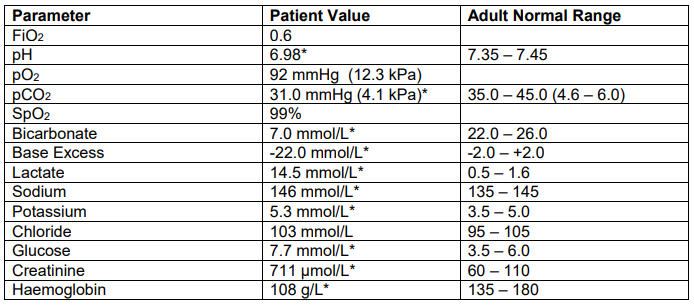 Parameter Patient Value Adult Normal Range
FiO2 0.6
pH 6.98* 7.35 – 7.45
pO2 92 mmHg (12.3 kPa)
pCO2 31.0 mmHg (4.1 kPa)* 35.0 – 45.0 (4.6 – 6.0)
SpO2 99%
Bicarbonate 7.0 mmol/L* 22.0 – 26.0
Base Excess -22.0 mmol/L* -2.0 – +2.0
Lactate 14.5 mmol/L* 0.5 – 1.6
Sodium 146 mmol/L* 135 – 145
Potassium 5.3 mmol/L* 3.5 – 5.0
Chloride 103 mmol/L 95 – 105
Glucose 7.7 mmol/L* 3.5 – 6.0
Creatinine 711 µmol/L* 60 – 110
Haemoglobin 108 g/L* 135 – 180